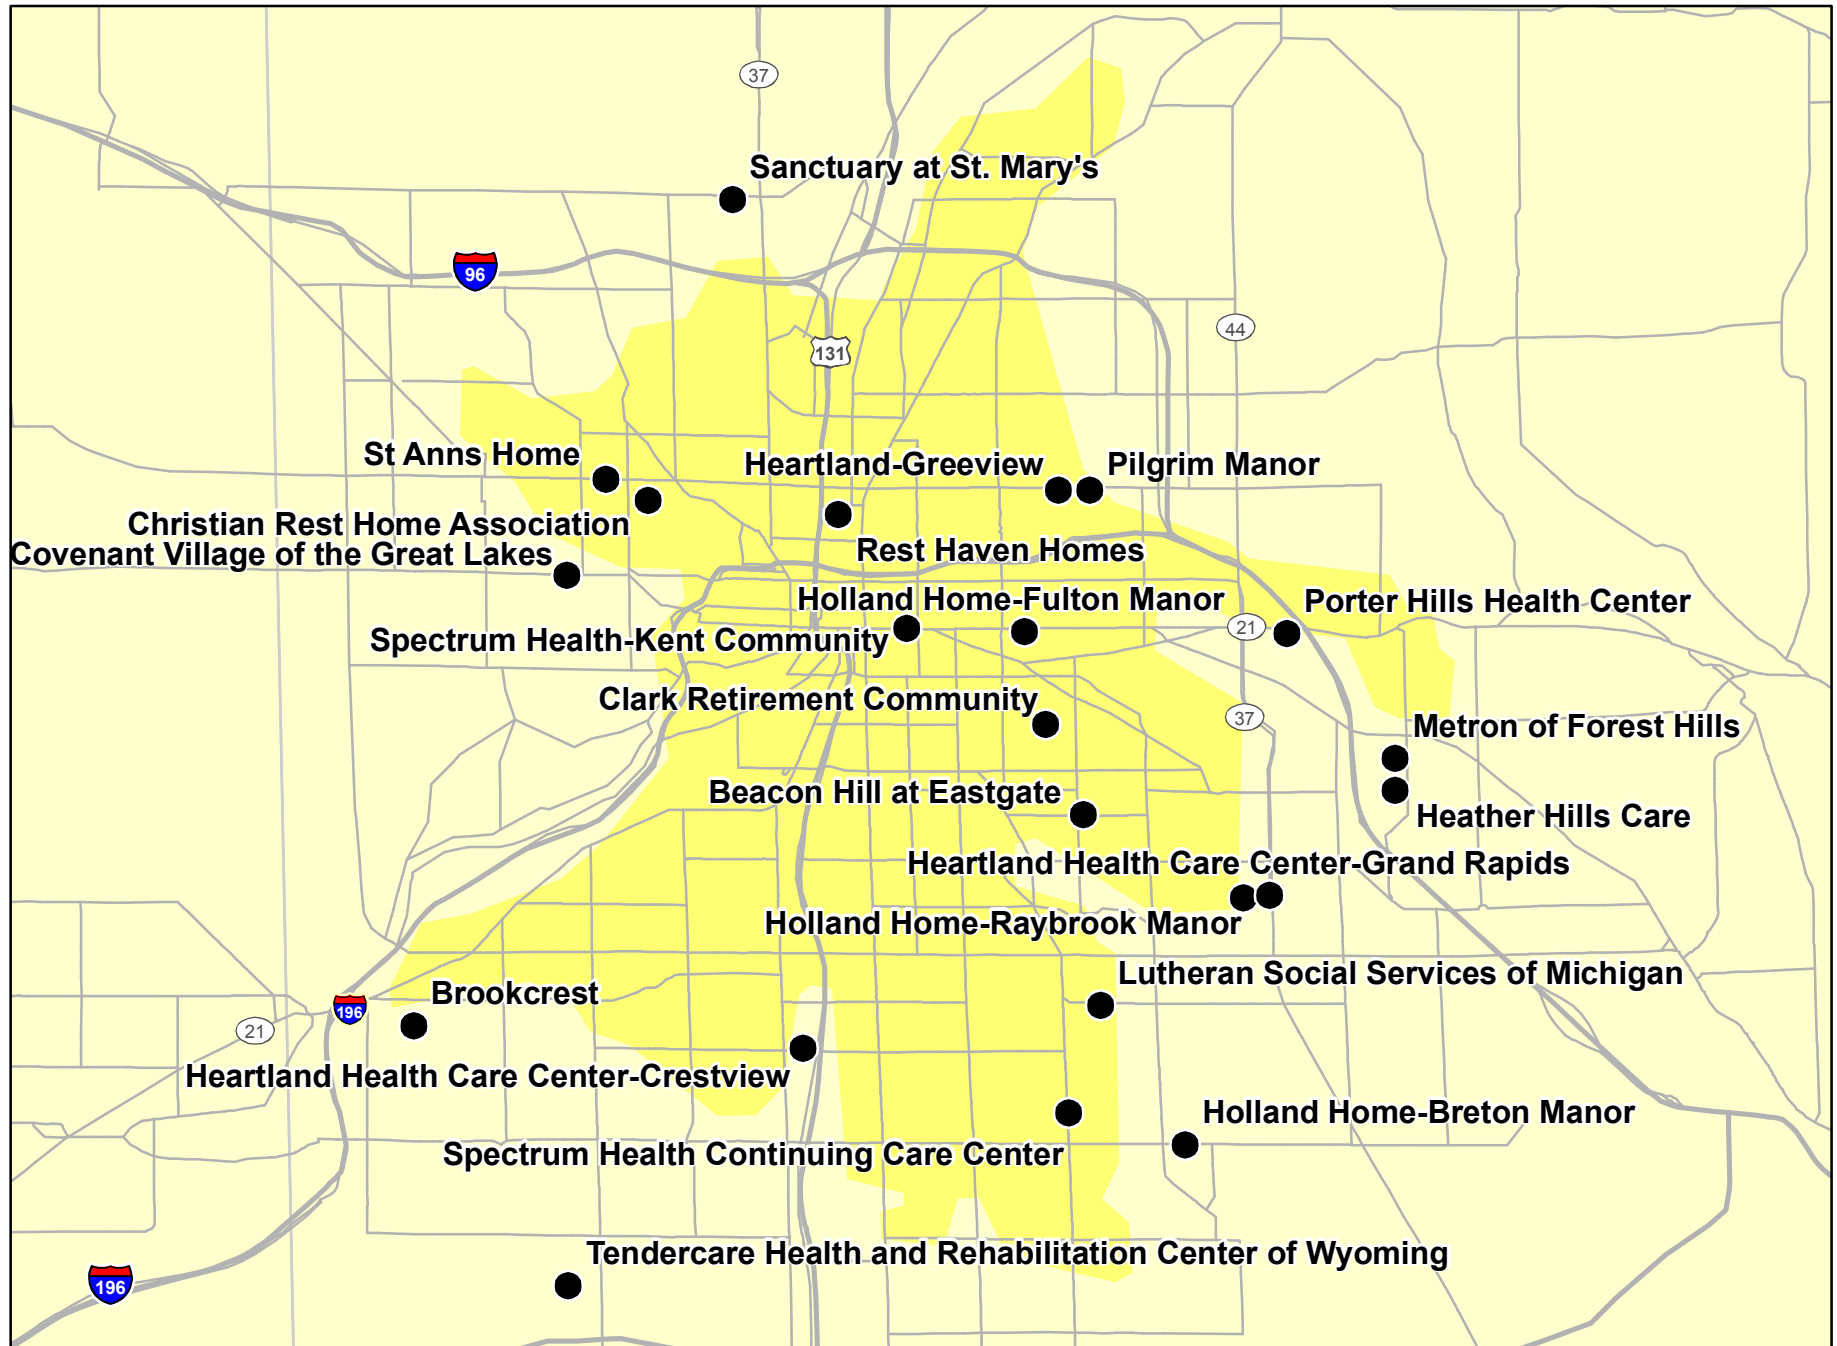 37
Sanctuary at St. Mary's
96
44
131
St Anns Home
Heartland-Greeview
Pilgrim Manor
Christian Rest Home Association
Covenant Village of the Great Lakes
Rest Haven Homes
Holland Home-Fulton Manor
Porter Hills Health Center
21
Spectrum Health-Kent Community
Clark Retirement Community
37
Metron of Forest Hills
Beacon Hill at Eastgate
Heather Hills Care
Heartland Health Care Center-Grand Rapids
Holland Home-Raybrook Manor
Lutheran Social Services of Michigan
Brookcrest
196
21
Heartland Health Care Center-Crestview
Holland Home-Breton Manor
Spectrum Health Continuing Care Center
Tendercare Health and Rehabilitation Center of Wyoming
196